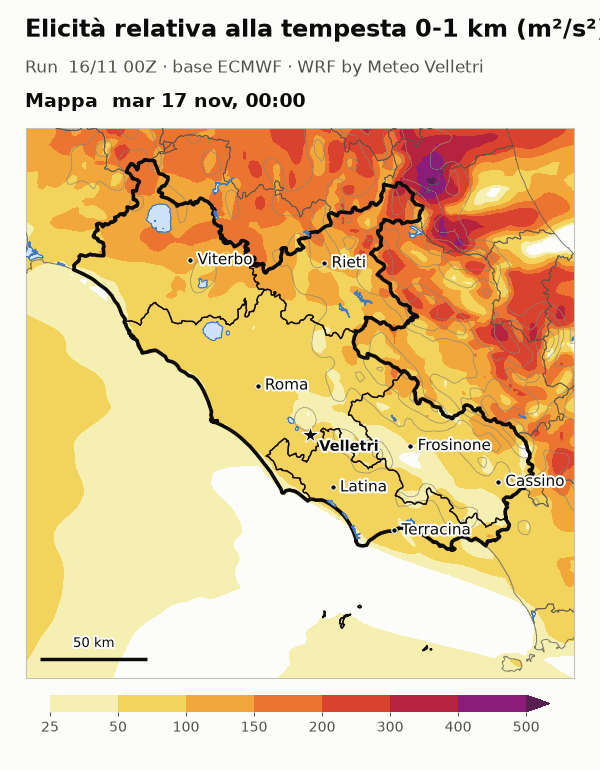 Elicità relativa alla tempesta 0-1 km (m²/s²)
Run 16/11 00Z · base ECMWF · WRF by Meteo Velletri
Mappa mar 17 nov, 00:00
Viterbo
Rieti
Roma
Velletri
Frosinone
Latina
Cassino
Terracina
50 km
25 50 100 150 200 300 400 500